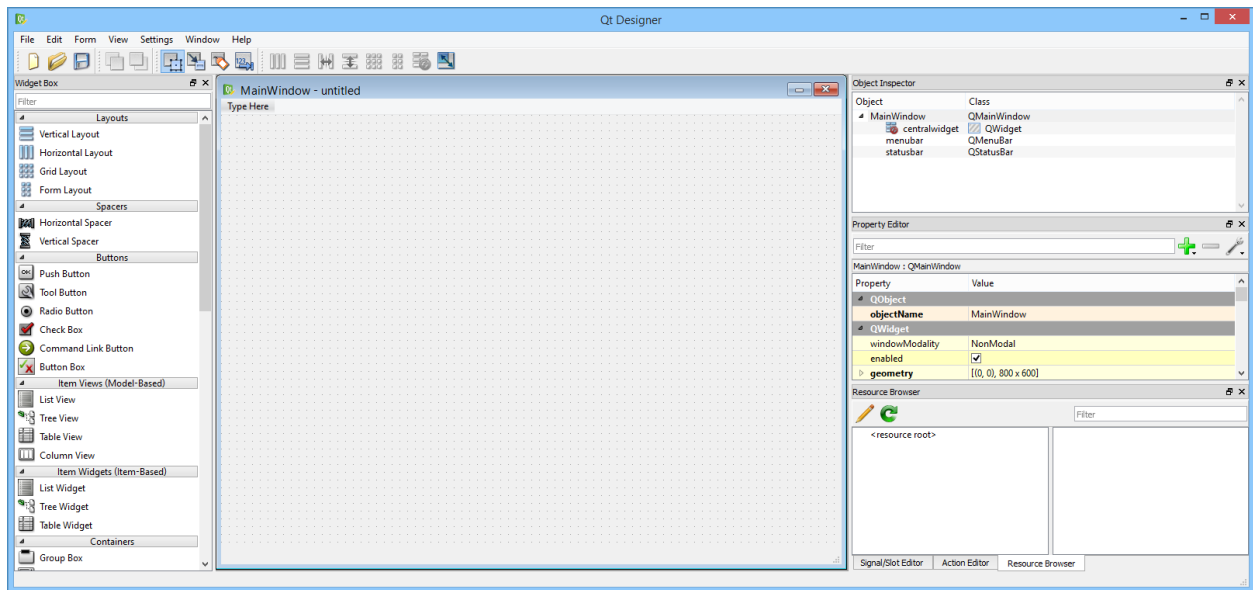 Qt Designer
File Edit Form View Settings Window Help
123
Widget Box
Filter
Layouts
Vertical Layout
Horizontal Layout
Grid Layout
Form Layout
Spacers
Horizontal Spacer
Vertical Spacer
Buttons
OK Push Button
Tool Button
Radio Button
Check Box
Command Link Button
Button Box
Item Views (Model-Based)
List View
Tree View
Table View
Column View
Item Widgets (Item-Based)
List Widget
Tree Widget
Table Widget
Containers
Group Box
MainWindow - untitled
Type Here
Object Inspector
Object Class
MainWindow QMainWindow
centralwidget QWidget
menubar QMenuBar
statusbar QStatusBar
Property Editor
Filter
MainWindow : QMainWindow
Property Value
QObject
objectName MainWindow
QWidget
windowModality NonModal
enabled
geometry [(0, 0), 800 x 600]
Resource Browser
Filter
<resource root>
Signal/Slot Editor Action Editor Resource Browser